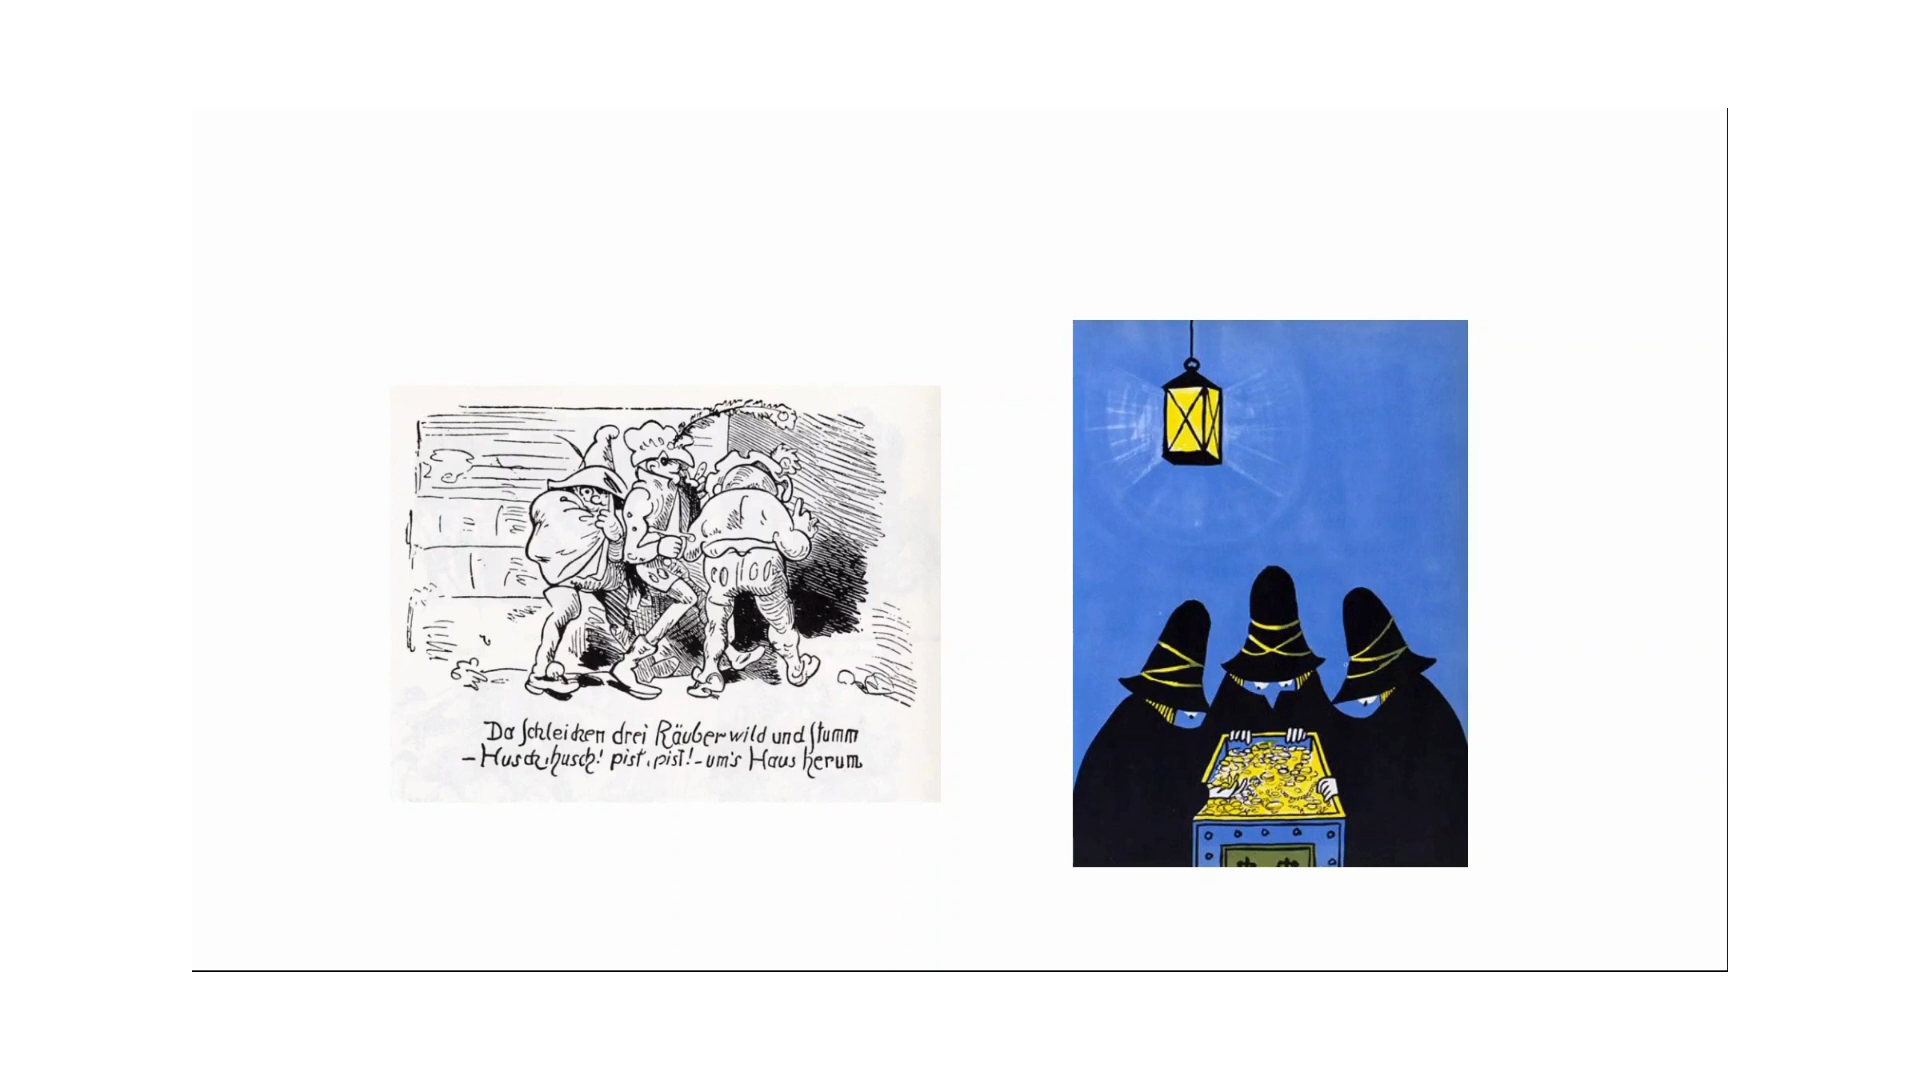 Da schleichen drei Räuber wild und stumm
- Husch, husch! pist, pist! - um's Haus herum